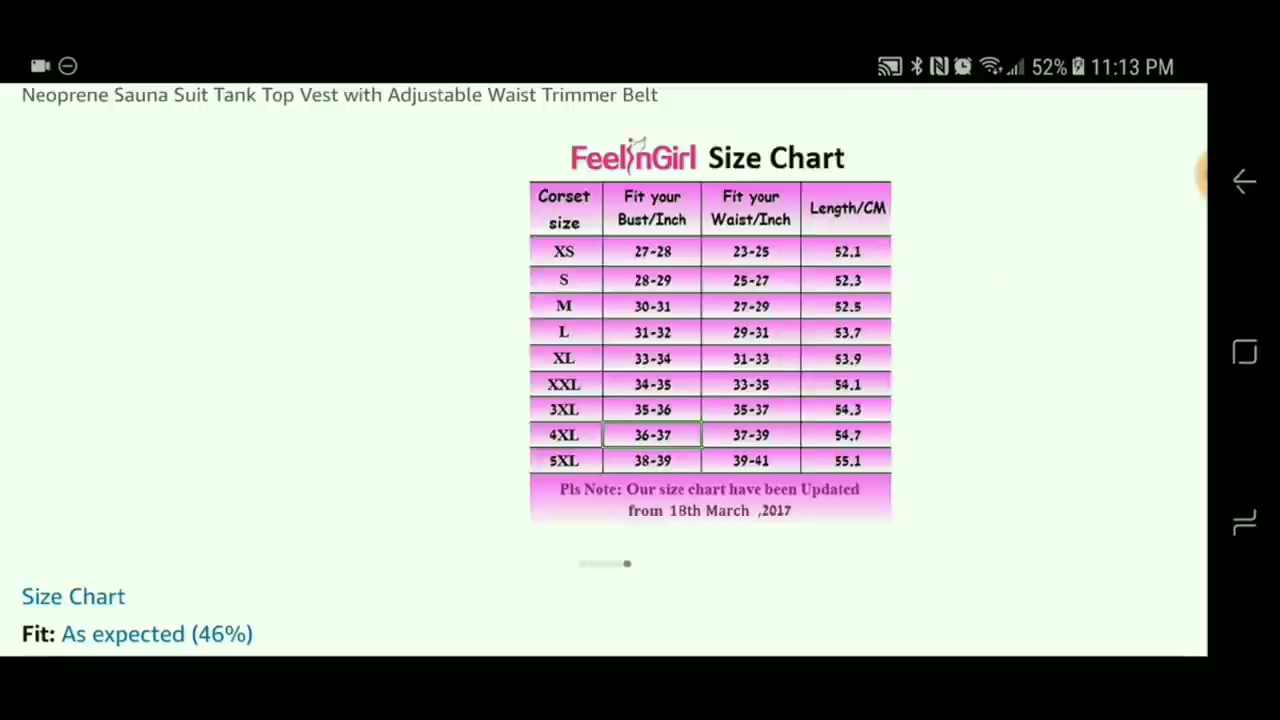 52% 11:13 PM
Neoprene Sauna Suit Tank Top Vest with Adjustable Waist Trimmer Belt
FeelinGirl Size Chart
Corset size Fit your Bust/Inch Fit your Waist/Inch Length/CM
XS 27-28 23-25 52.1
S 28-29 25-27 52.3
M 30-31 27-29 52.5
L 31-32 29-31 53.7
XL 33-34 31-33 53.9
XXL 34-35 33-35 54.1
3XL 35-36 35-37 54.3
4XL 36-37 37-39 54.7
5XL 38-39 39-41 55.1
Pls Note: Our size chart have been Updated
from 18th March ,2017
Size Chart
Fit: As expected (46%)